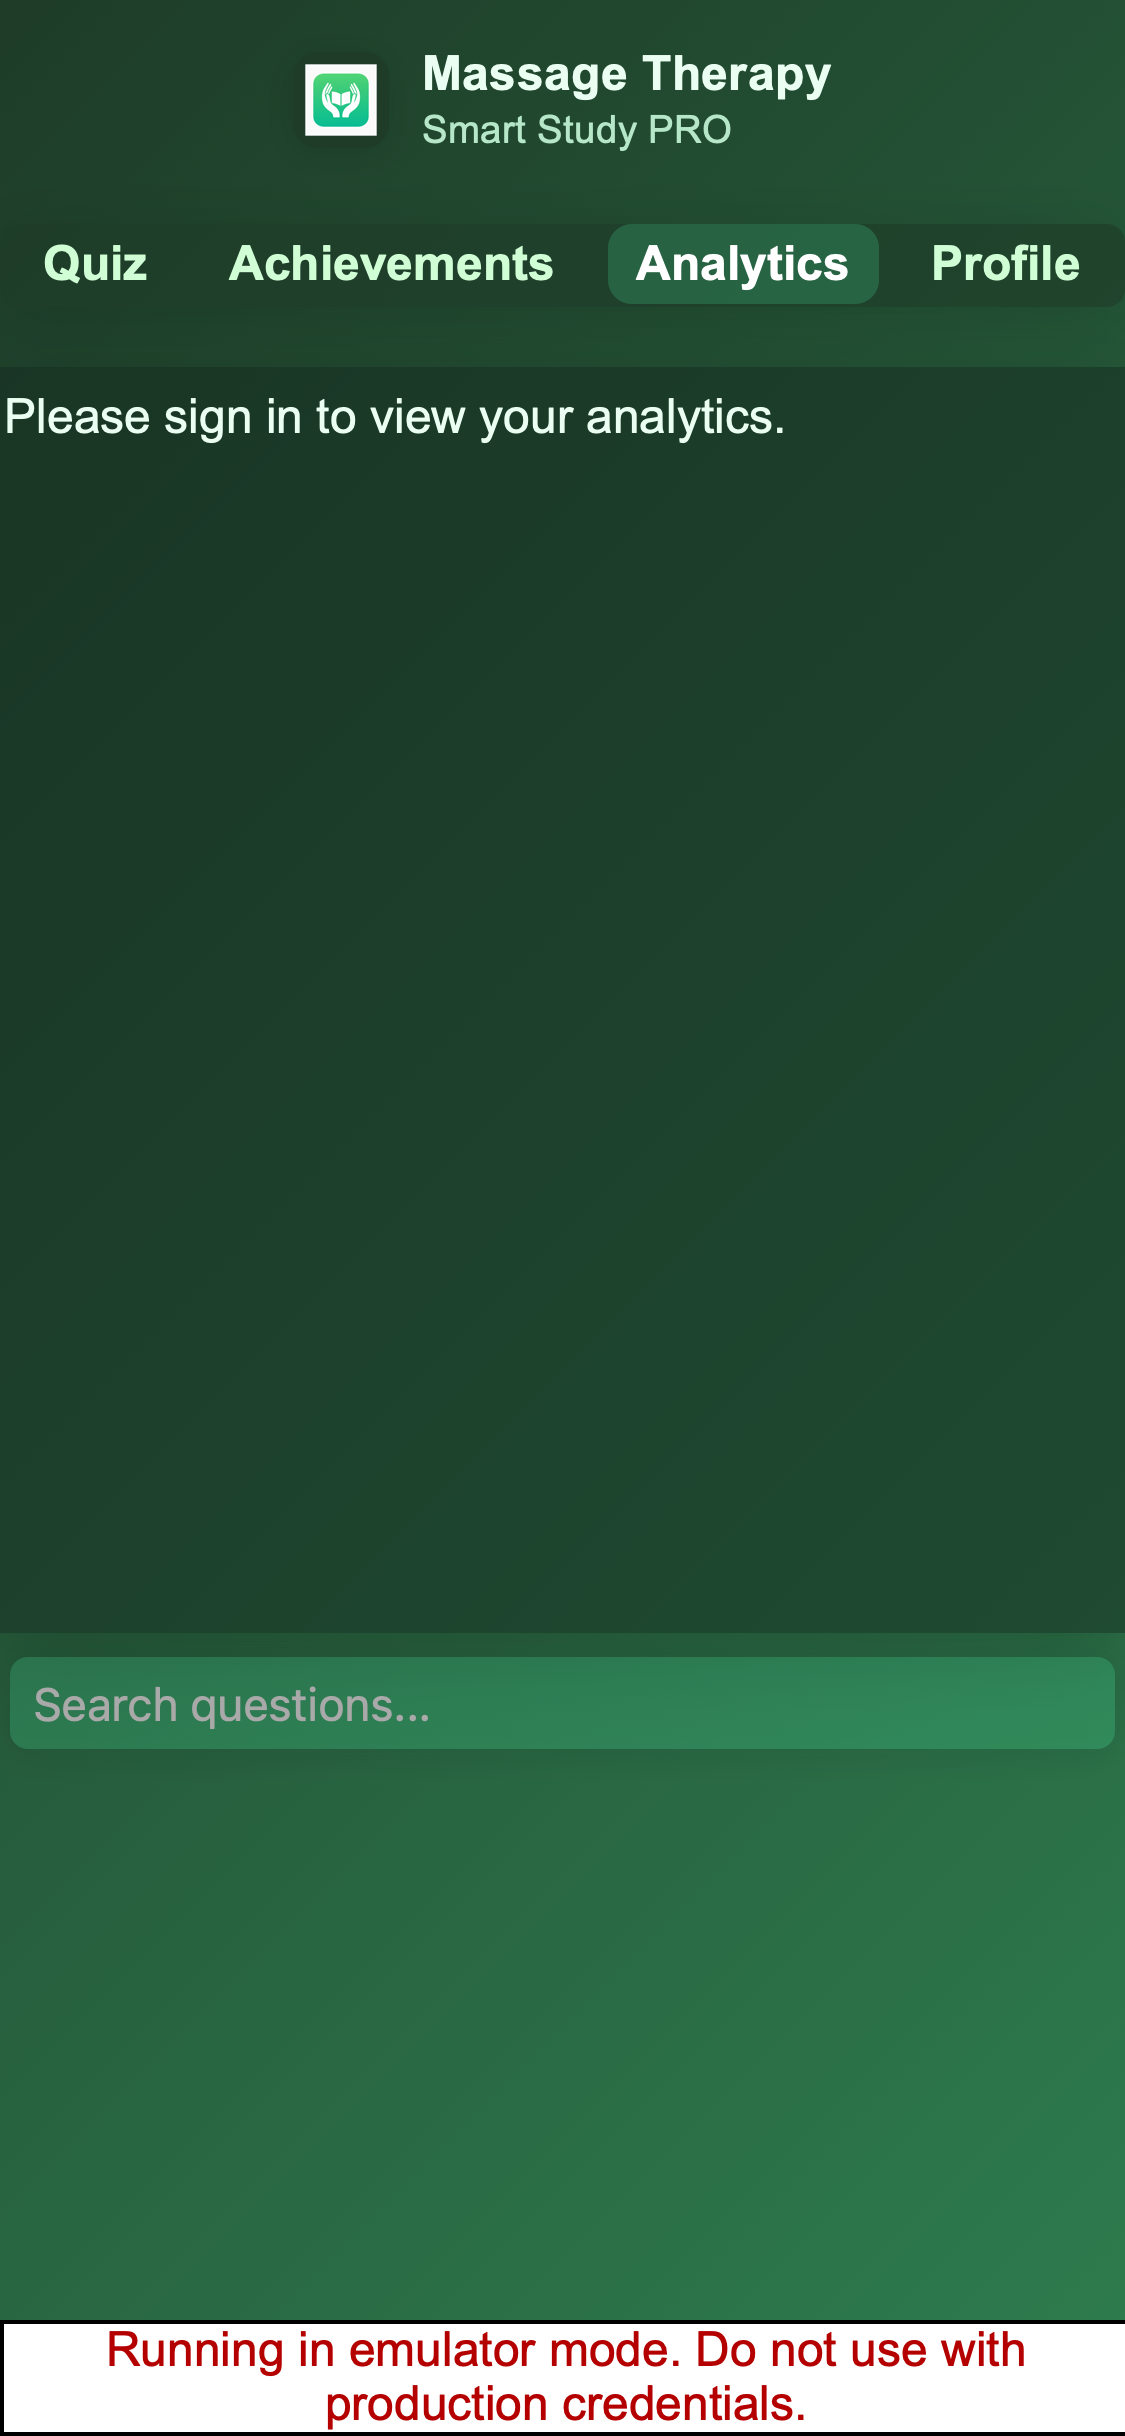 Massage Therapy
Smart Study PRO
Quiz Achievements Analytics Profile
Please sign in to view your analytics.
Search questions...
Running in emulator mode. Do not use with
production credentials.